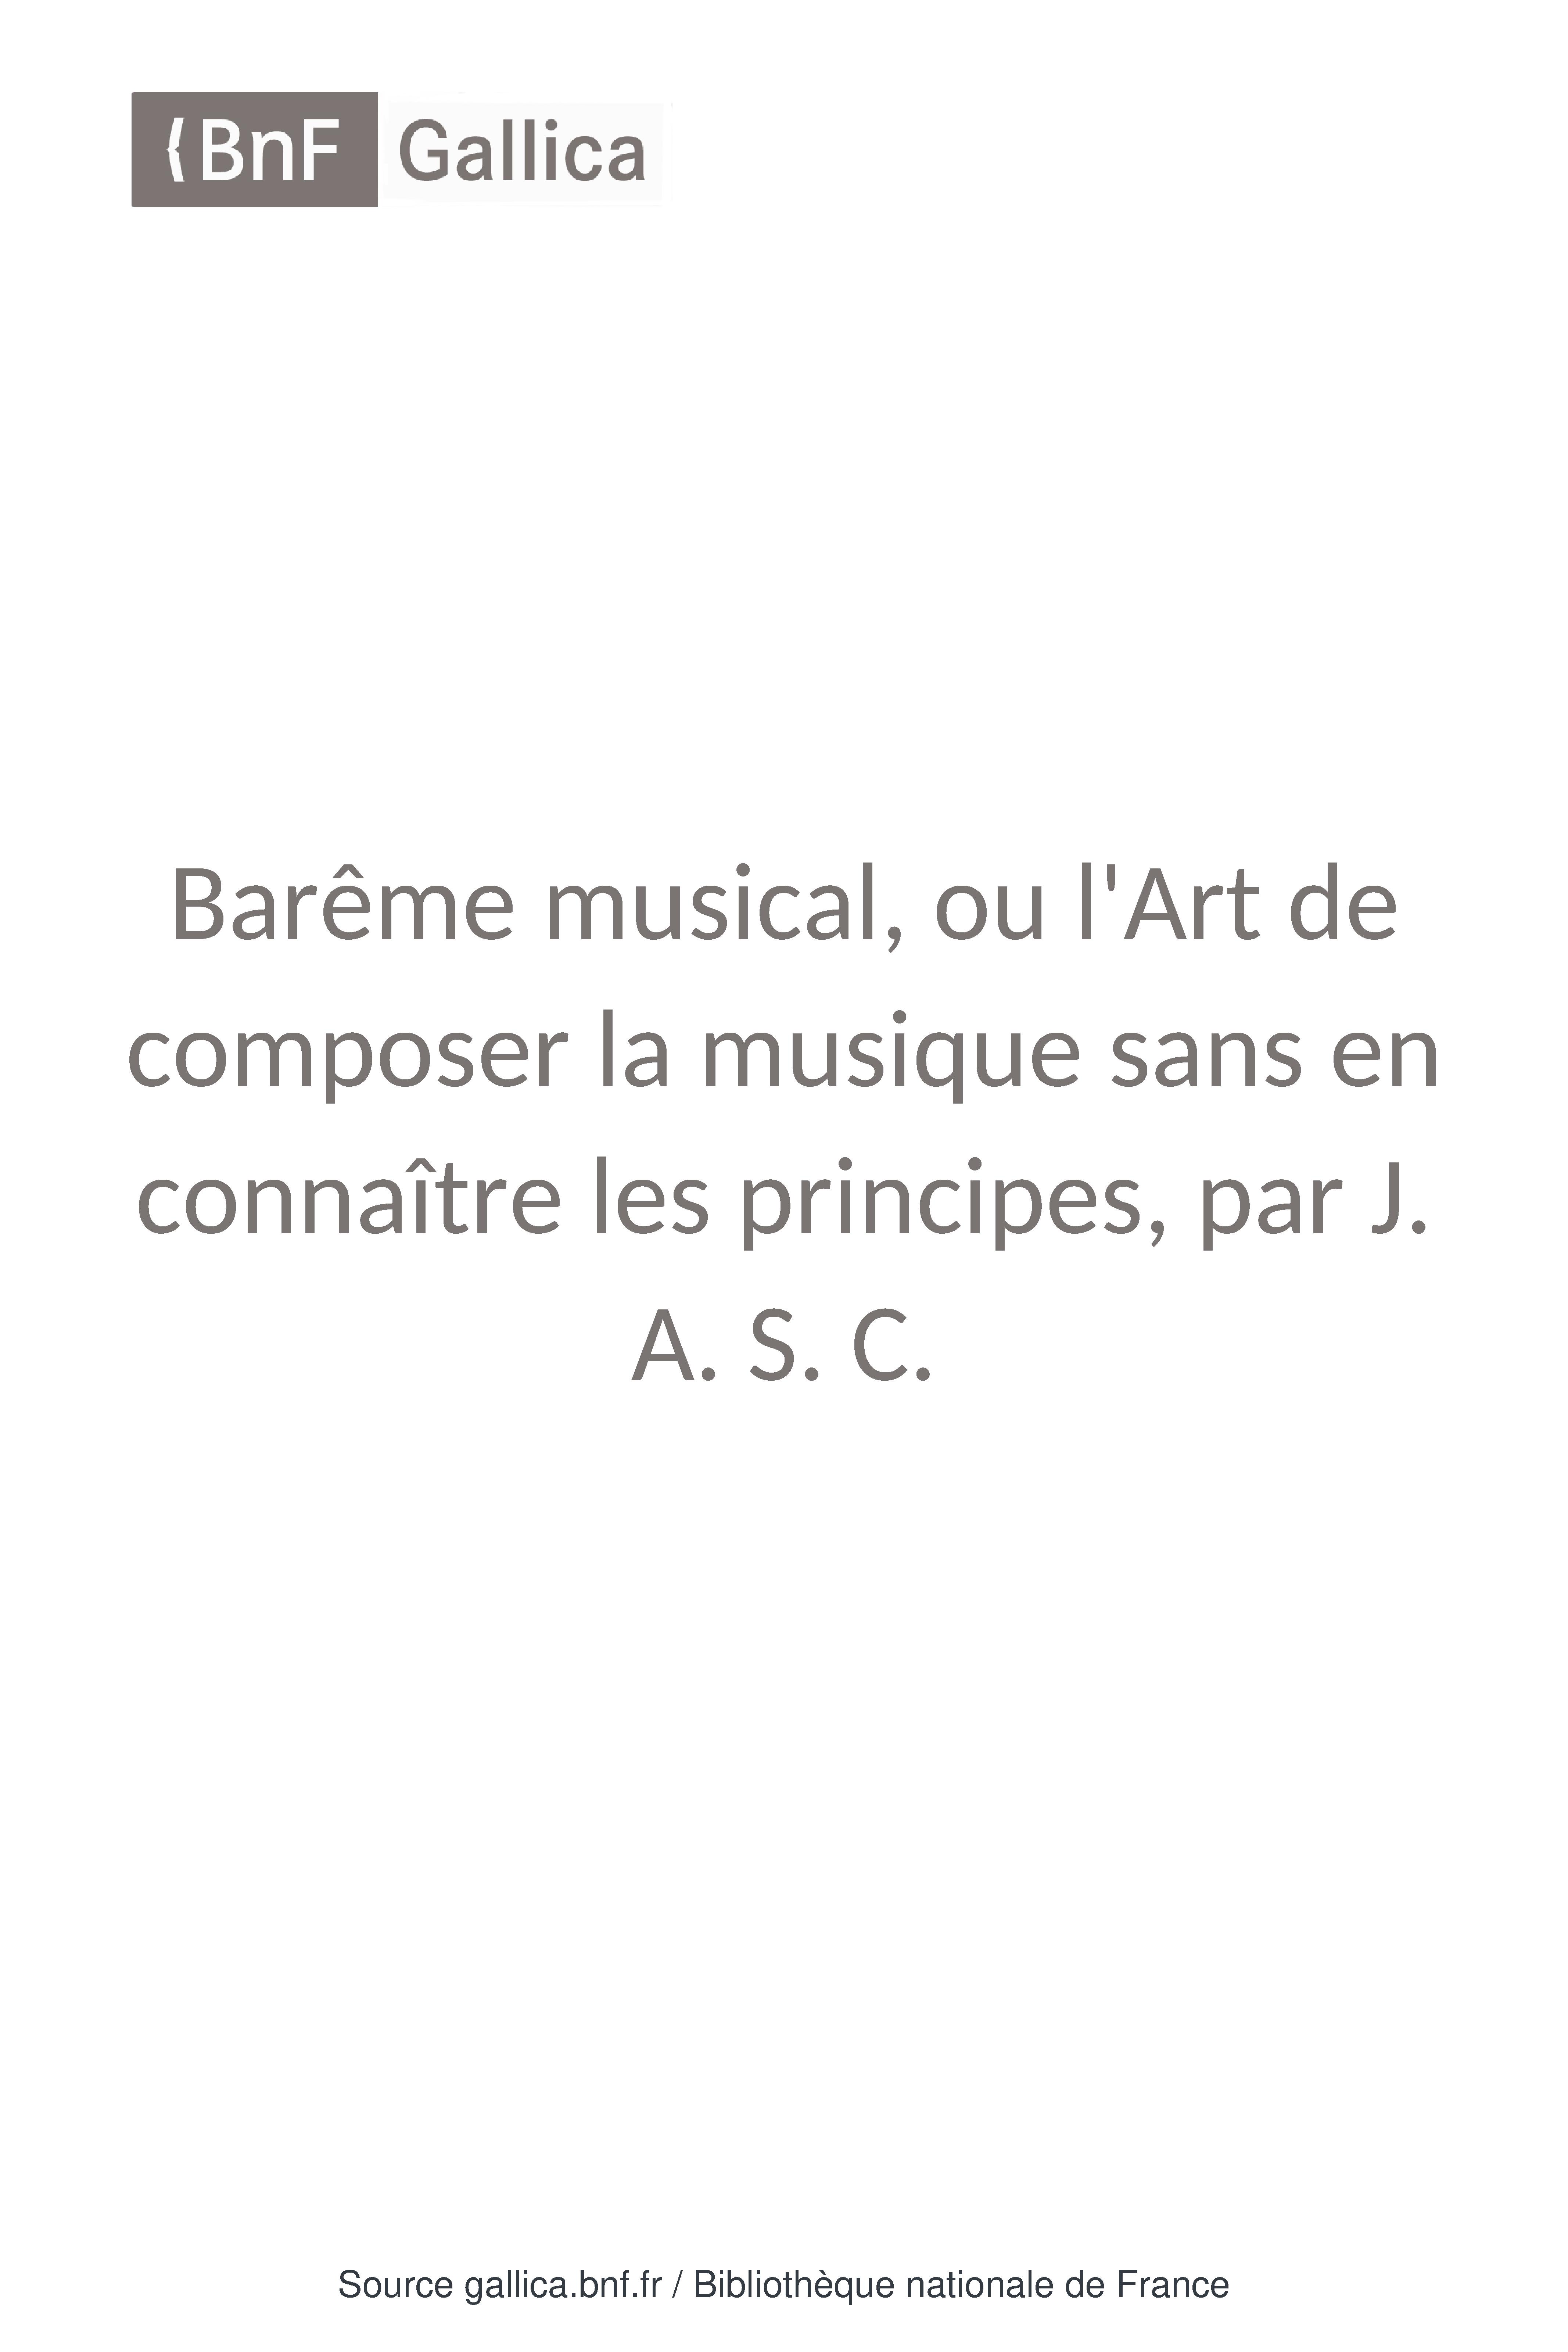 BnF Gallica
Barême musical, ou l'Art de
composer la musique sans en
connaître les principes, par J.
A. S. C.
Source gallica.bnf.fr / Bibliothèque nationale de France